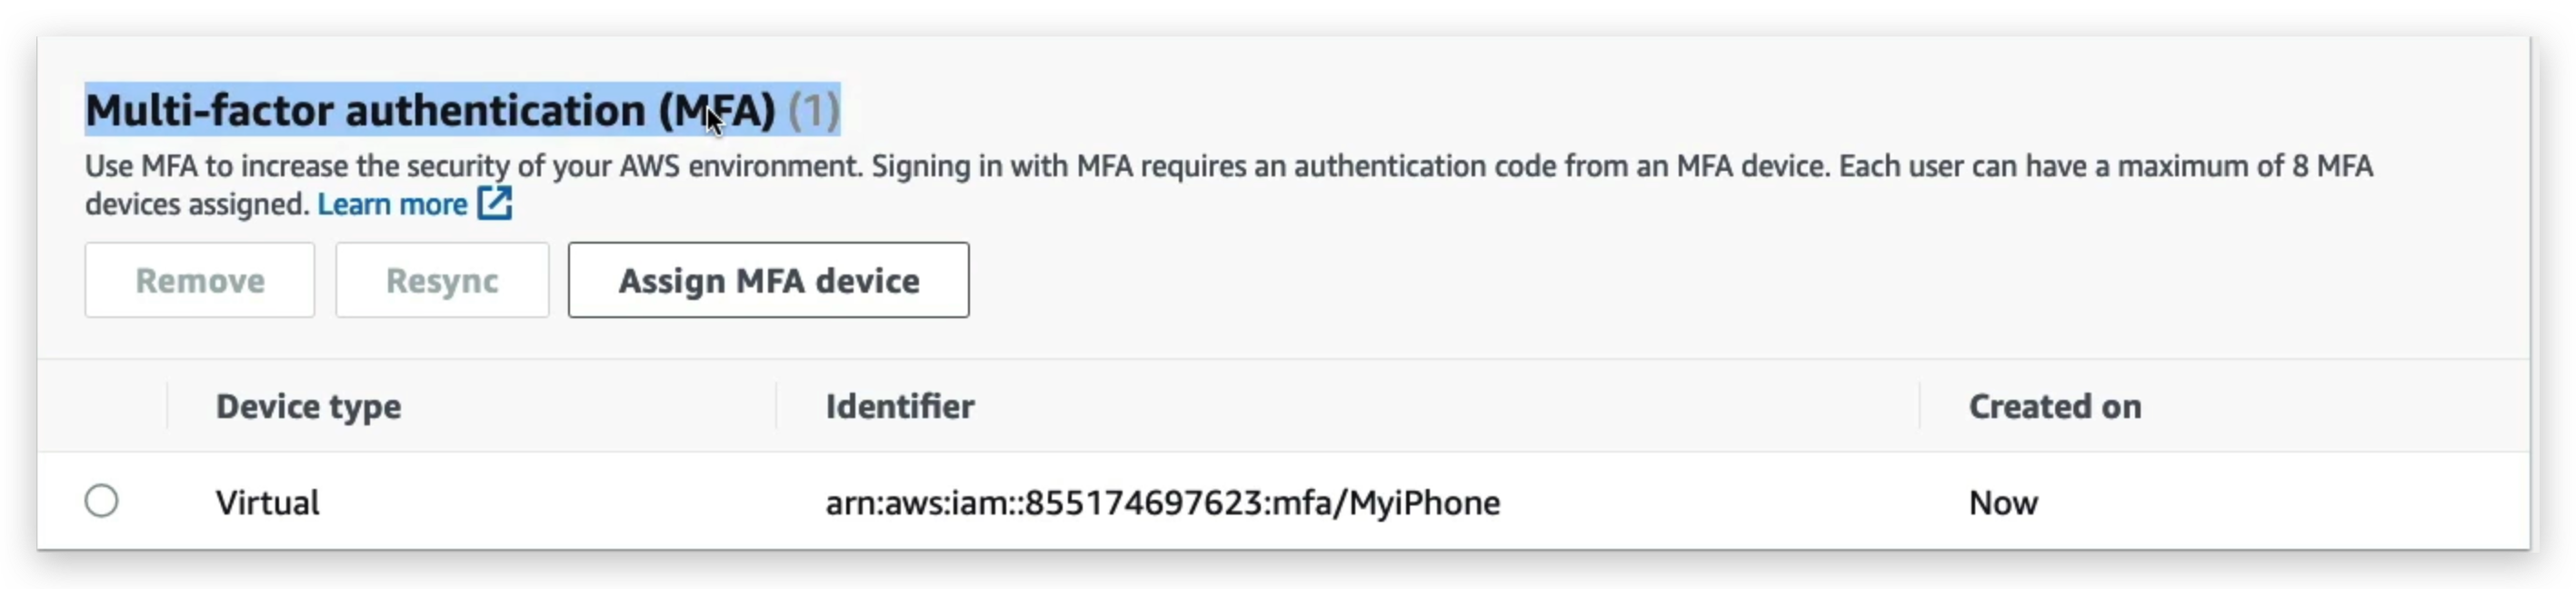 Multi-factor authentication (MFA) (1)
Use MFA to increase the security of your AWS environment. Signing in with MFA requires an authentication code from an MFA device. Each user can have a maximum of 8 MFA
devices assigned. Learn more
Remove Resync Assign MFA device
Device type Identifier Created on
Virtual arn:aws:iam::855174697623:mfa/MyiPhone Now